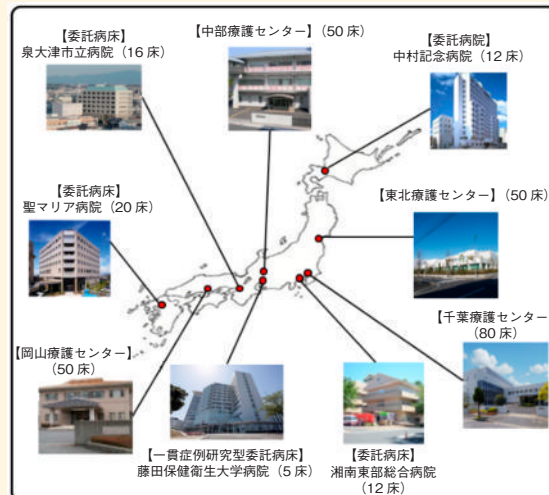 【委託病床】
泉大津市立病院（16 床）
【中部療護センター】（50 床）
【委託病院】
中村記念病院（12 床）
【委託病床】
聖マリア病院（20 床）
【東北療護センター】（50 床）
【千葉療護センター】
（80 床）
【岡山療護センター】
（50 床）
【一貫症例研究型委託病床】
藤田保健衛生大学病院（5 床）
【委託病床】
湘南東部総合病院
（12 床）